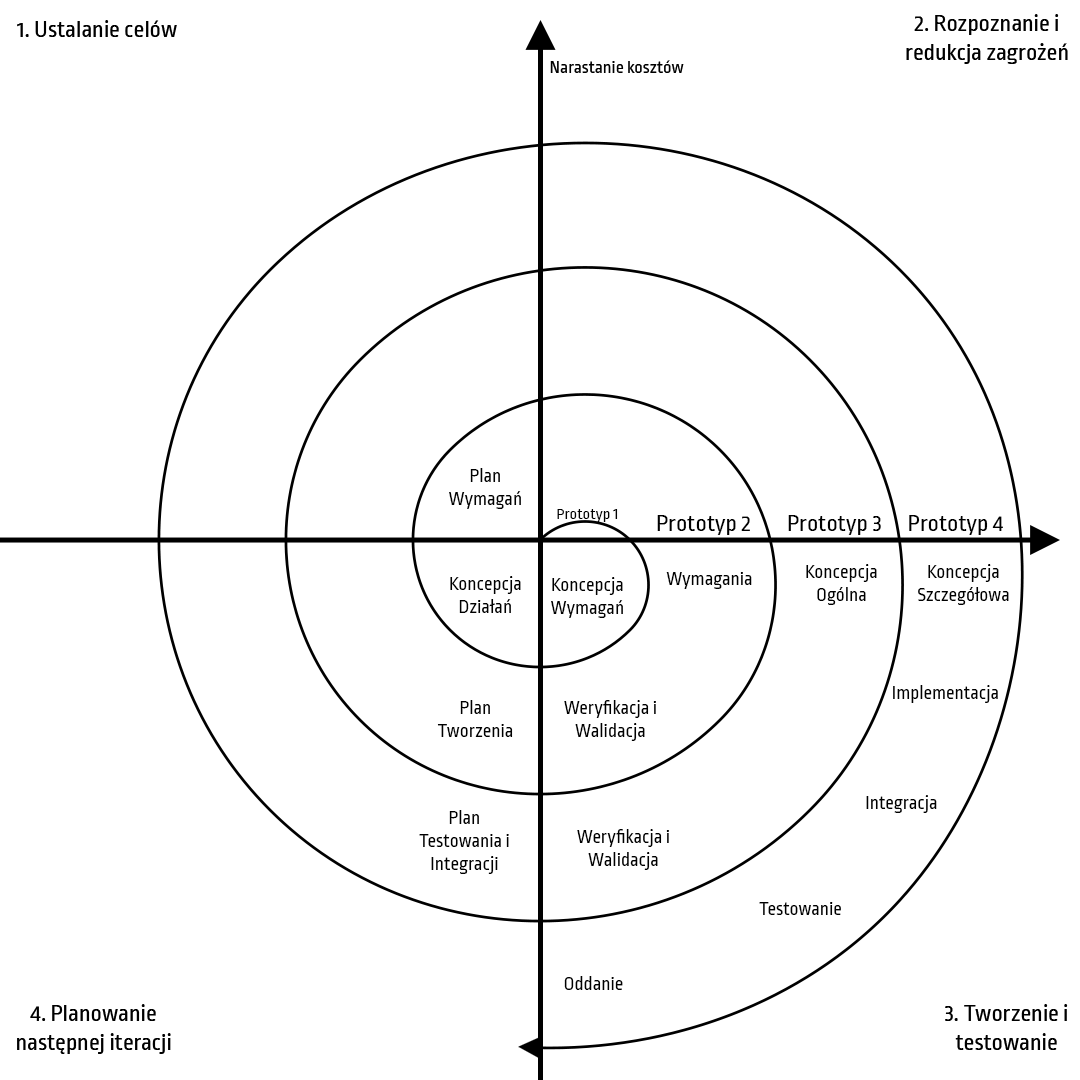 1. Ustalanie celów
2. Rozpoznanie i
redukcja zagrożeń
Narastanie kosztów
Plan
Wymagań
Prototyp 1
Prototyp 2
Prototyp 3
Prototyp 4
Koncepcja
Działań
Koncepcja
Wymagań
Wymagania
Koncepcja
Ogólna
Koncepcja
Szczegółowa
Plan
Tworzenia
Weryfikacja i
Walidacja
Implementacja
Plan
Testowania i
Integracji
Weryfikacja i
Walidacja
Integracja
Testowanie
Oddanie
4. Planowanie
następnej iteracji
3. Tworzenie i
testowanie